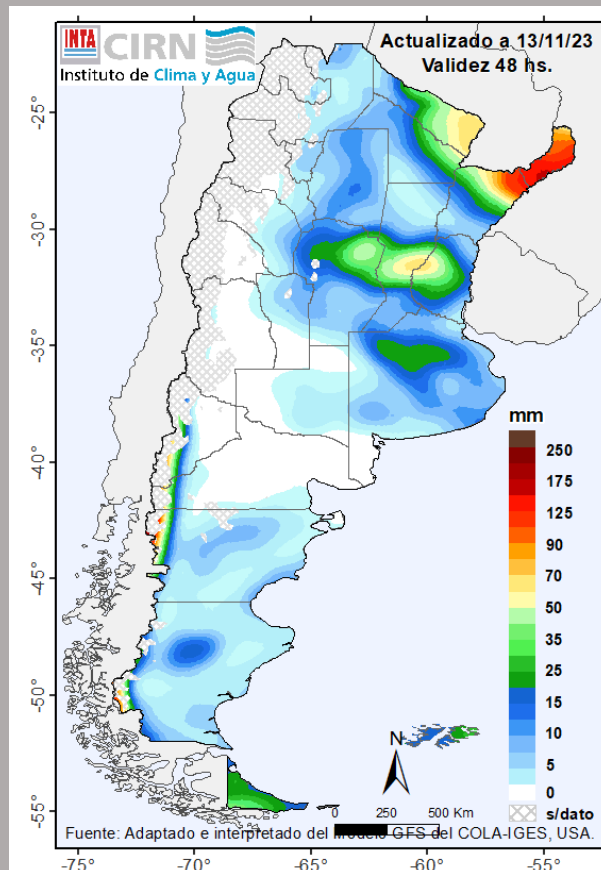 INTA CIRN
Instituto de Clima y Agua
Actualizado a 13/11/23
Validez 48 hs.
-25°
-30°
-35°
-40°
-45°
-50°
-55°
mm
250
175
125
90
70
50
35
25
15
10
5
0
s/dato
N
0 250 500 Km
Fuente: Adaptado e interpretado del Modelo GFS del COLA-IGES, USA.
-75° -70° -65° -60° -55°